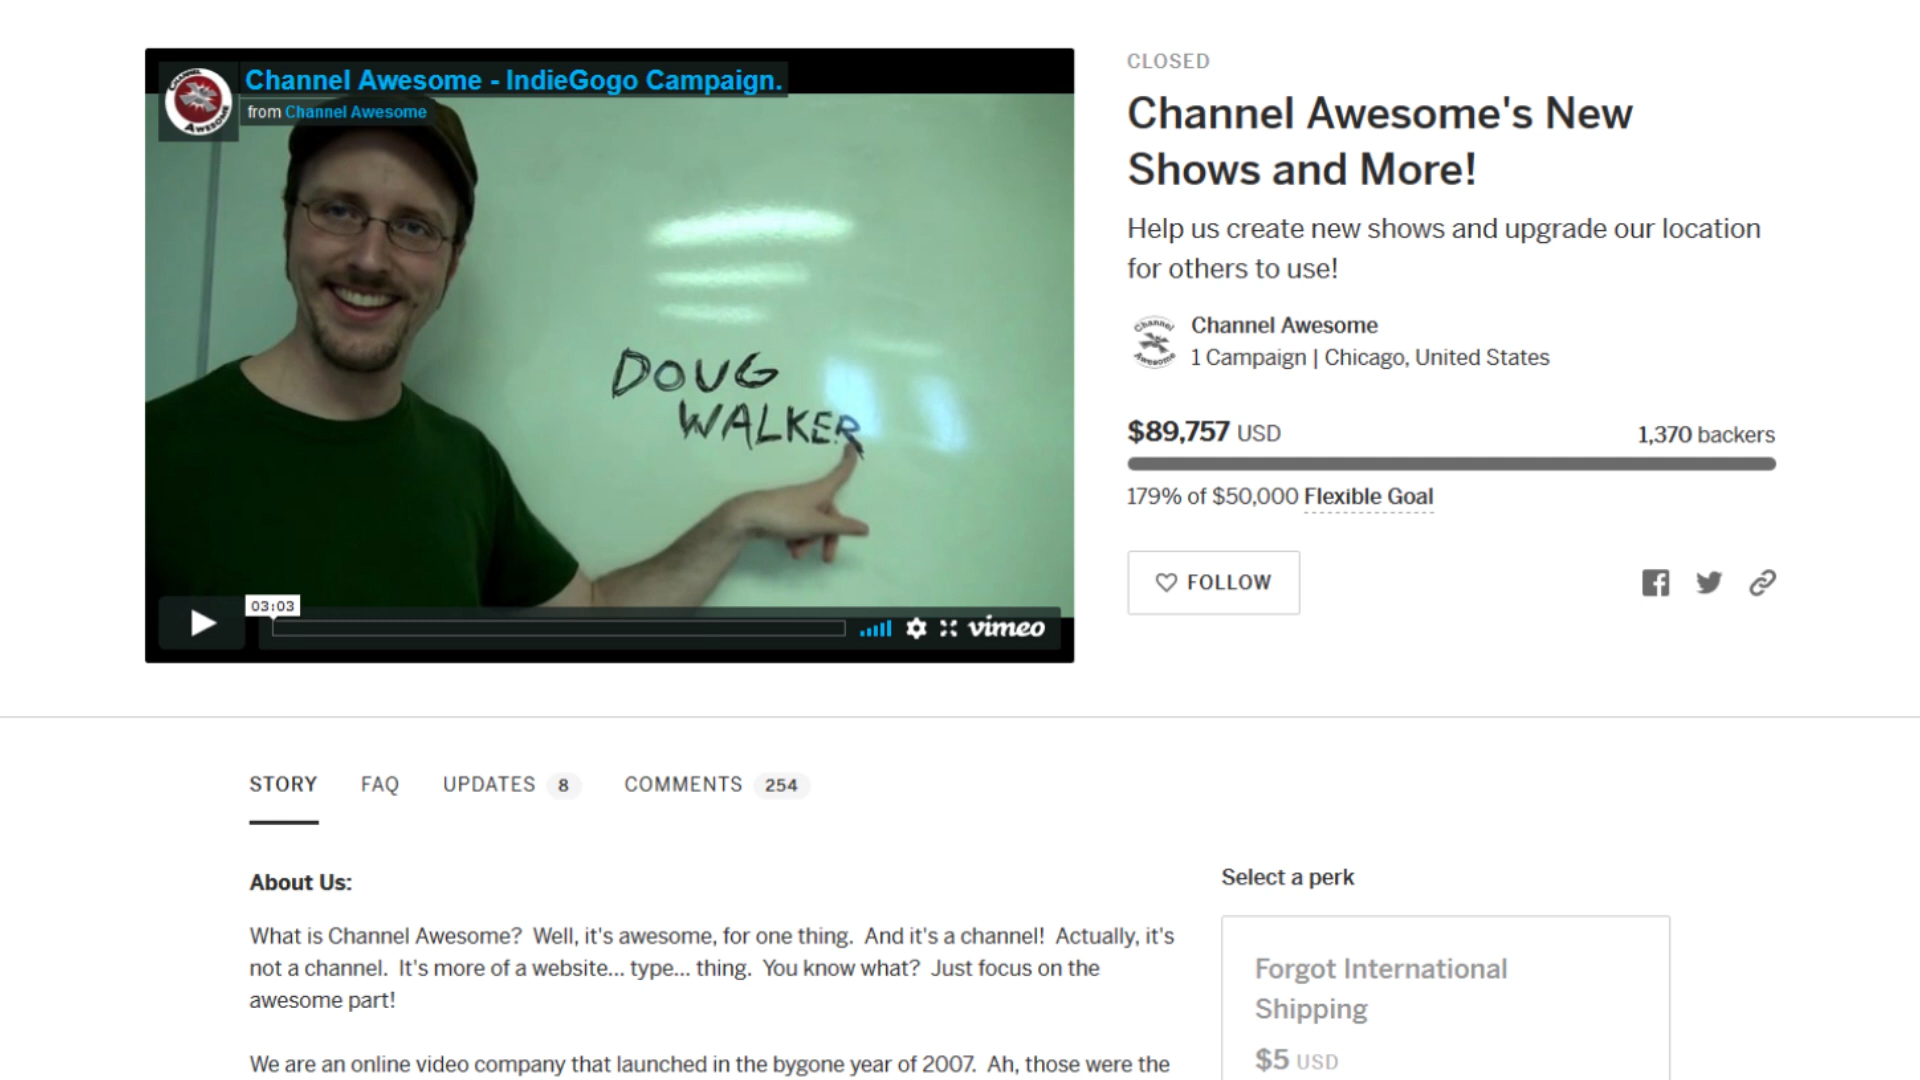 CHANNEL
AWESOME
Channel Awesome - IndieGogo Campaign.
from Channel Awesome
DOUG
WALKER
03:03
vimeo
CLOSED
Channel Awesome's New
Shows and More!
Help us create new shows and upgrade our location
for others to use!
Channel
Awesome
Channel Awesome
1 Campaign | Chicago, United States
$89,757 USD
1,370 backers
179% of $50,000 Flexible Goal
FOLLOW
STORY FAQ UPDATES 8 COMMENTS 254
About Us:
What is Channel Awesome?  Well, it's awesome, for one thing.  And it's a channel!  Actually, it's
not a channel.  It's more of a website... type... thing.  You know what?  Just focus on the
awesome part!
We are an online video company that launched in the bygone year of 2007.  Ah, those were the
Select a perk
Forgot International
Shipping
$5 USD